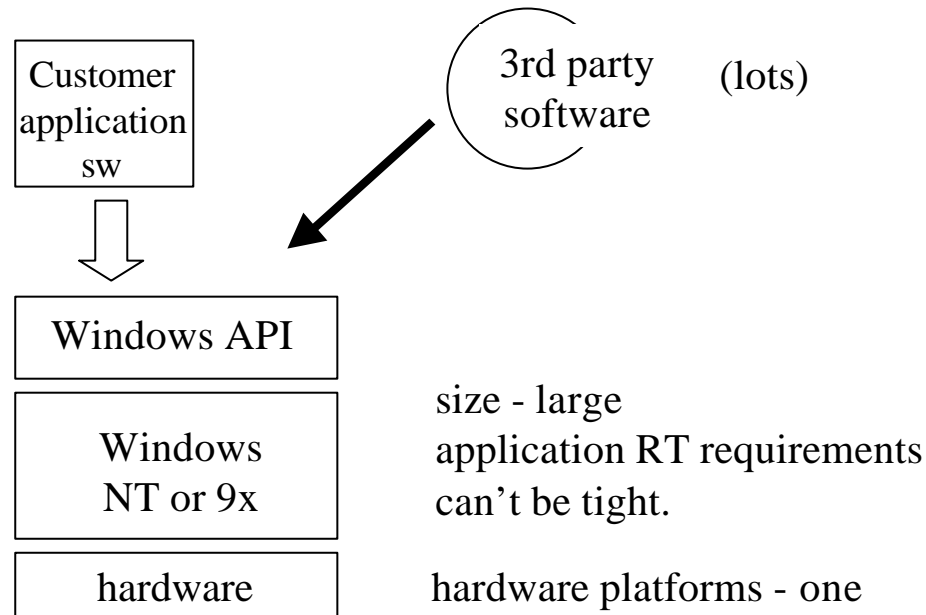 Customer
application
sw
3rd party
software
(lots)
Windows API
Windows
NT or 9x
size - large
application RT requirements
can’t be tight.
hardware
hardware platforms - one